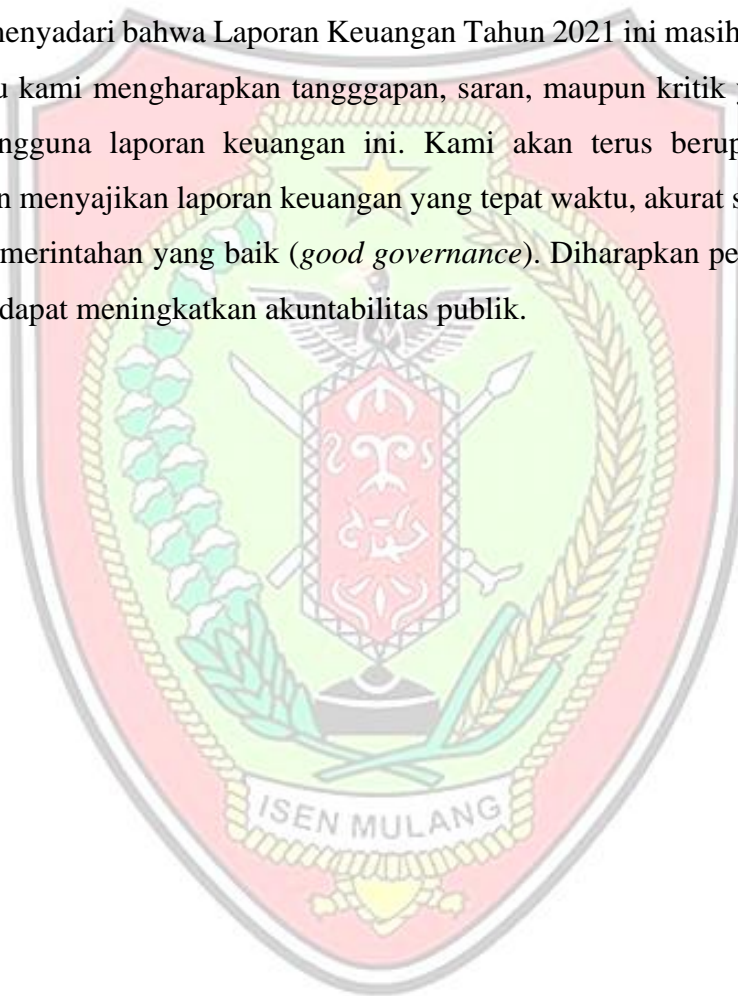 menyadari bahwa Laporan Keuangan Tahun 2021 ini masih
kami mengharapkan tangggapan, saran, maupun kritik
ngguna laporan keuangan ini. Kami akan terus berup
n menyajikan laporan keuangan yang tepat waktu, akurat s
merintahan yang baik (good governance). Diharapkan pe
dapat meningkatkan akuntabilitas publik.
ISEN MULANG